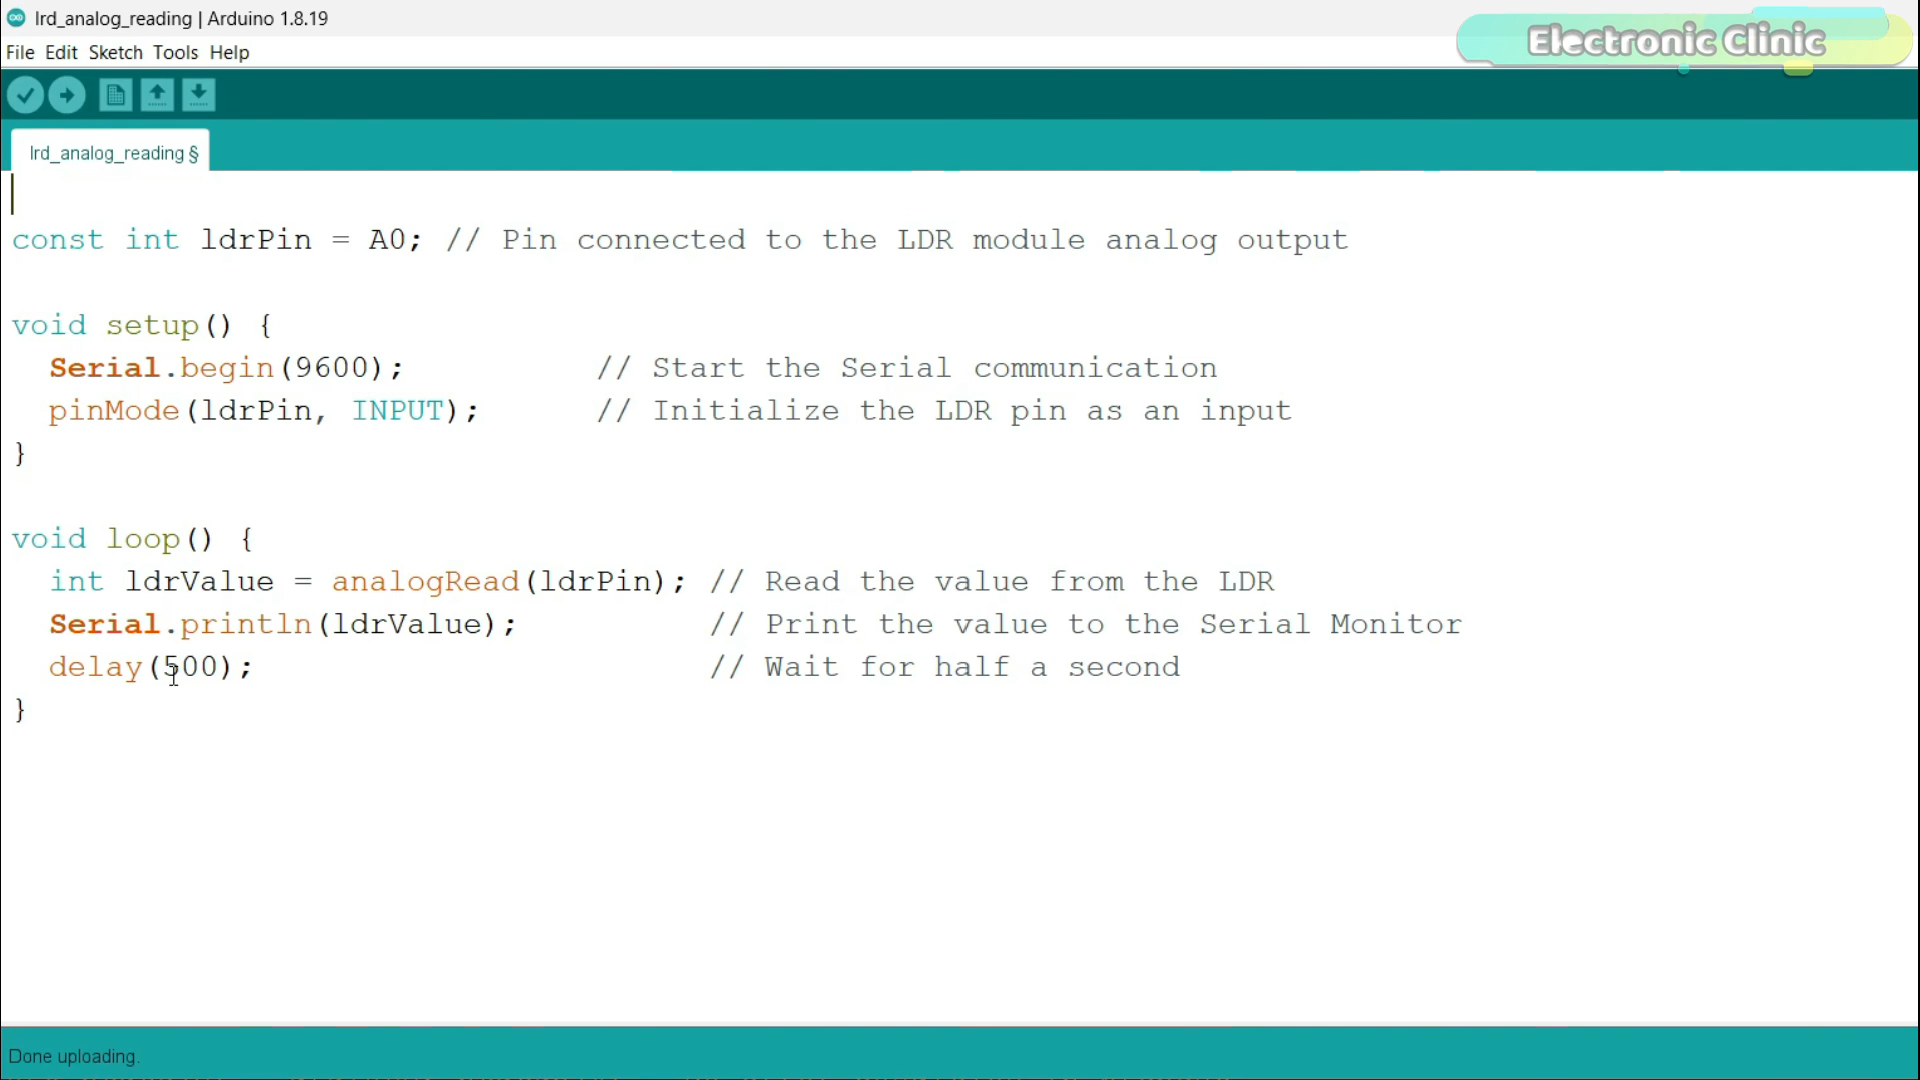 lrd_analog_reading | Arduino 1.8.19
Electronic Clinic
File Edit Sketch Tools Help
lrd_analog_reading §
const int ldrPin = A0; // Pin connected to the LDR module analog output
void setup() {
  Serial.begin(9600);          // Start the Serial communication
  pinMode(ldrPin, INPUT);      // Initialize the LDR pin as an input
}
void loop() {
  int ldrValue = analogRead(ldrPin); // Read the value from the LDR
  Serial.println(ldrValue);          // Print the value to the Serial Monitor
  delay(500);                        // Wait for half a second
}
Done uploading.